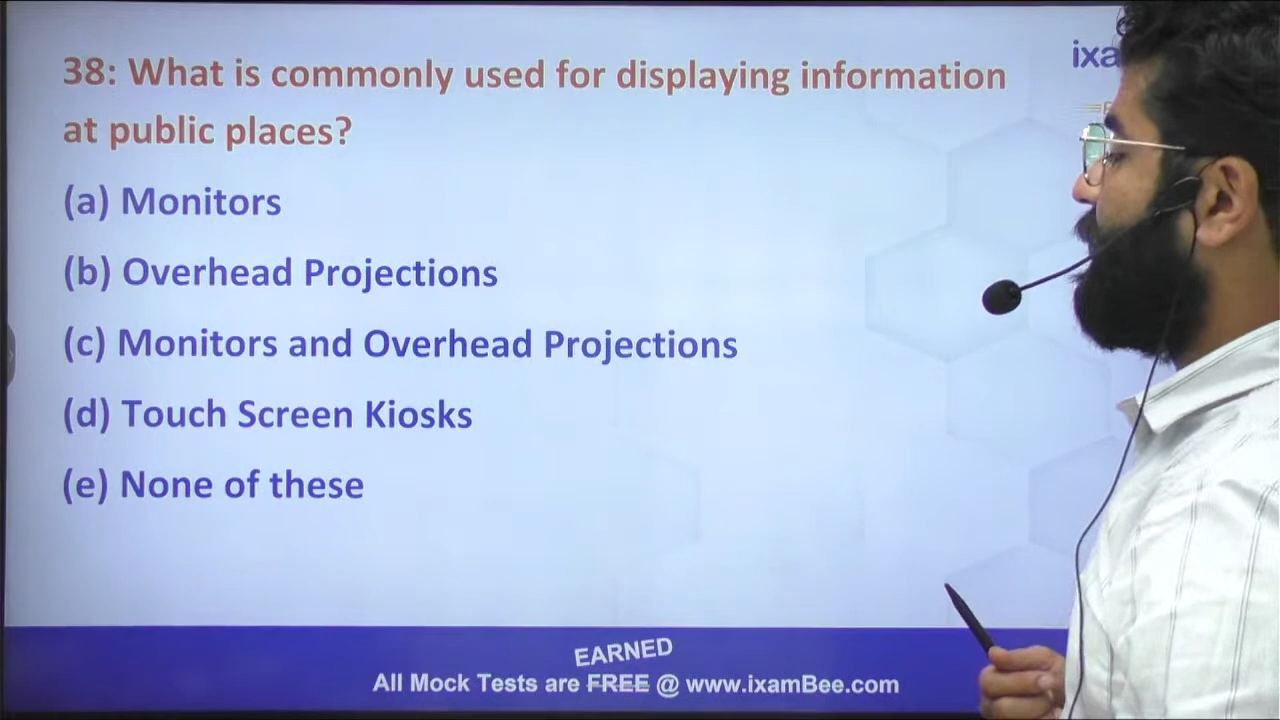 38: What is commonly used for displaying information
at public places?
ixa
(a) Monitors
(b) Overhead Projections
(c) Monitors and Overhead Projections
(d) Touch Screen Kiosks
(e) None of these
EARNED
All Mock Tests are FREE @ www.ixamBee.com